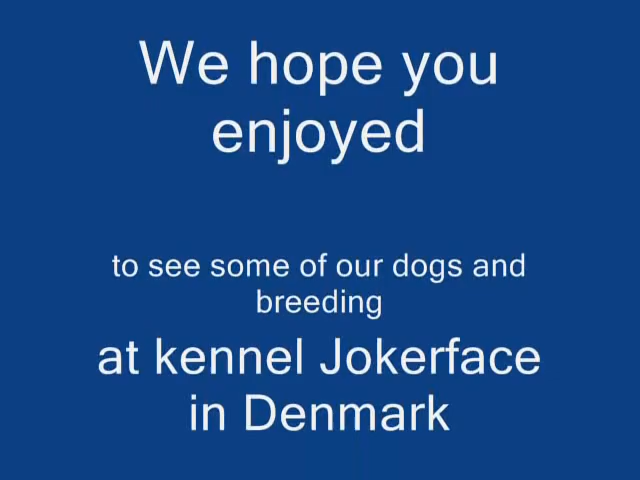 We hope you
enjoyed
to see some of our dogs and
breeding
at kennel Jokerface
in Denmark